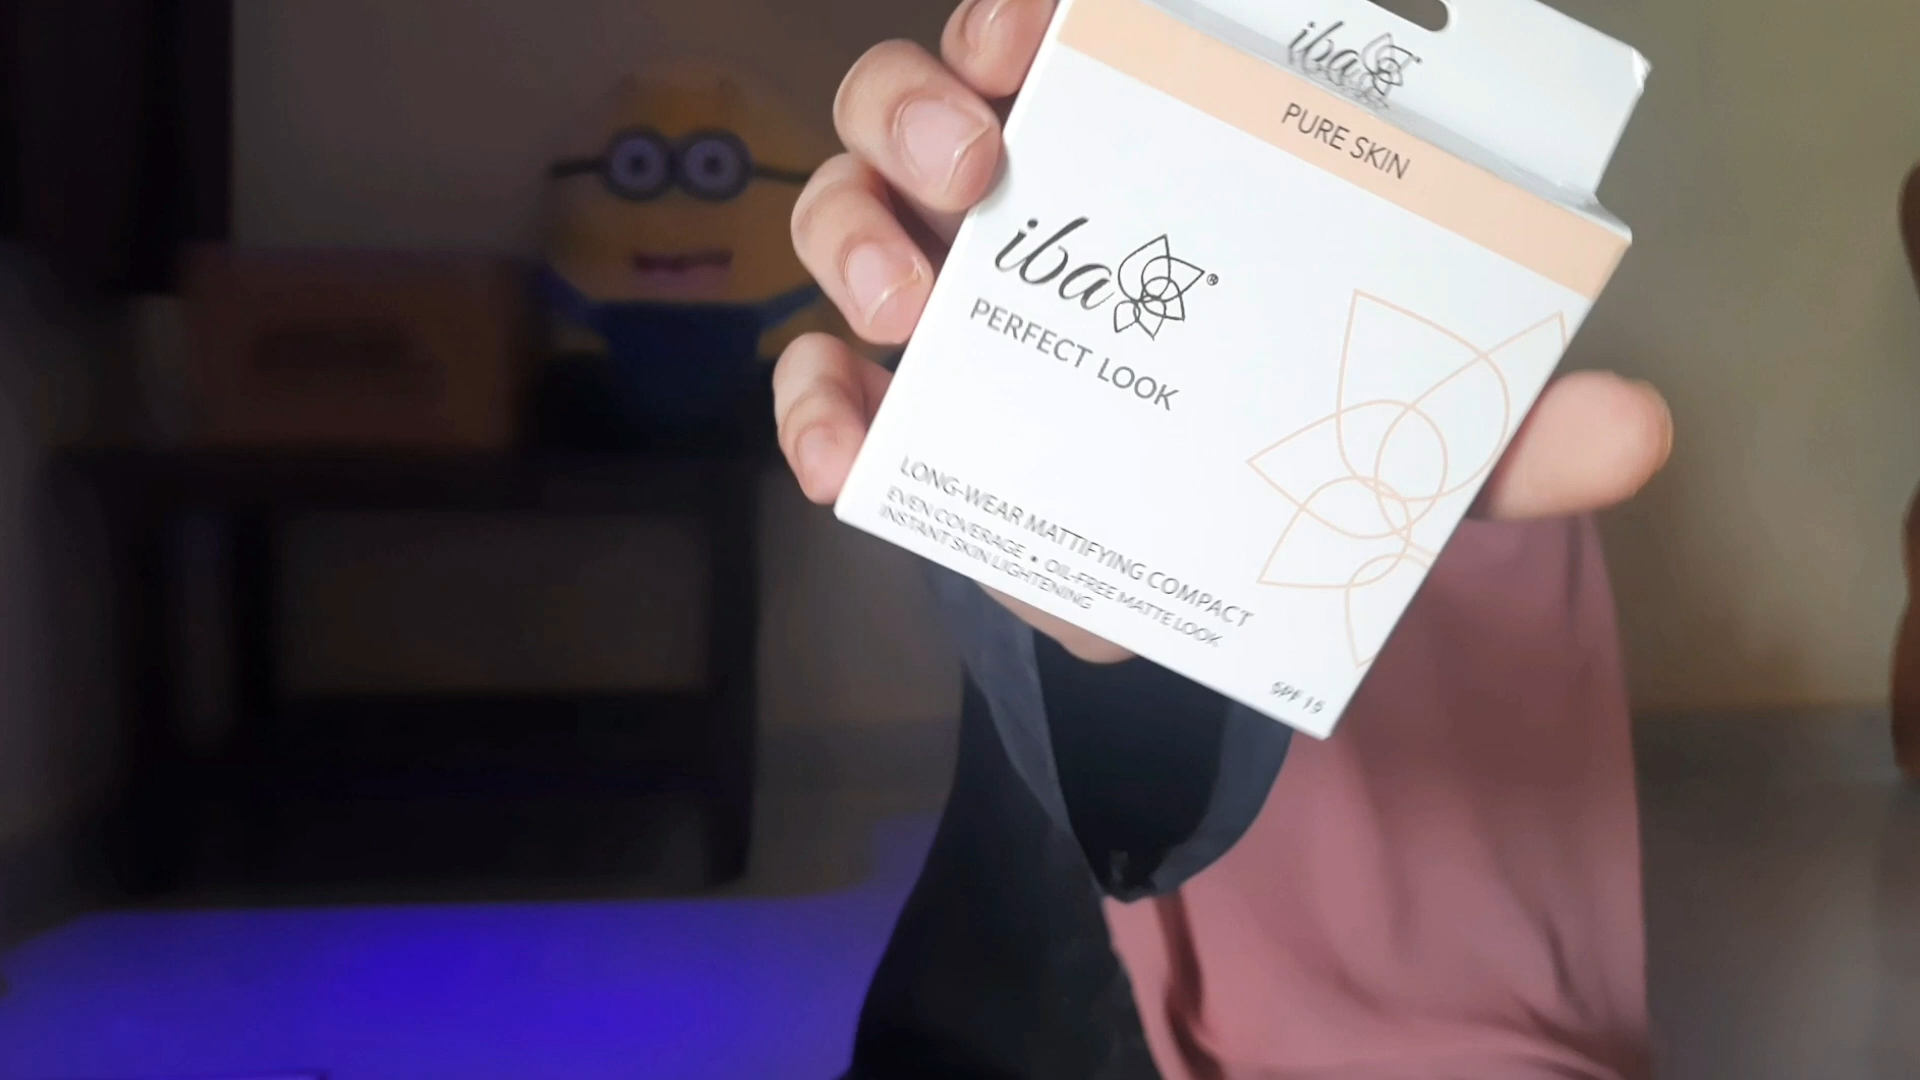 iba
PURE SKIN
iba®
PERFECT LOOK
LONG-WEAR MATTIFYING COMPACT
EVEN COVERAGE • OIL-FREE MATTE LOOK
INSTANT SKIN LIGHTENING
SPF 15